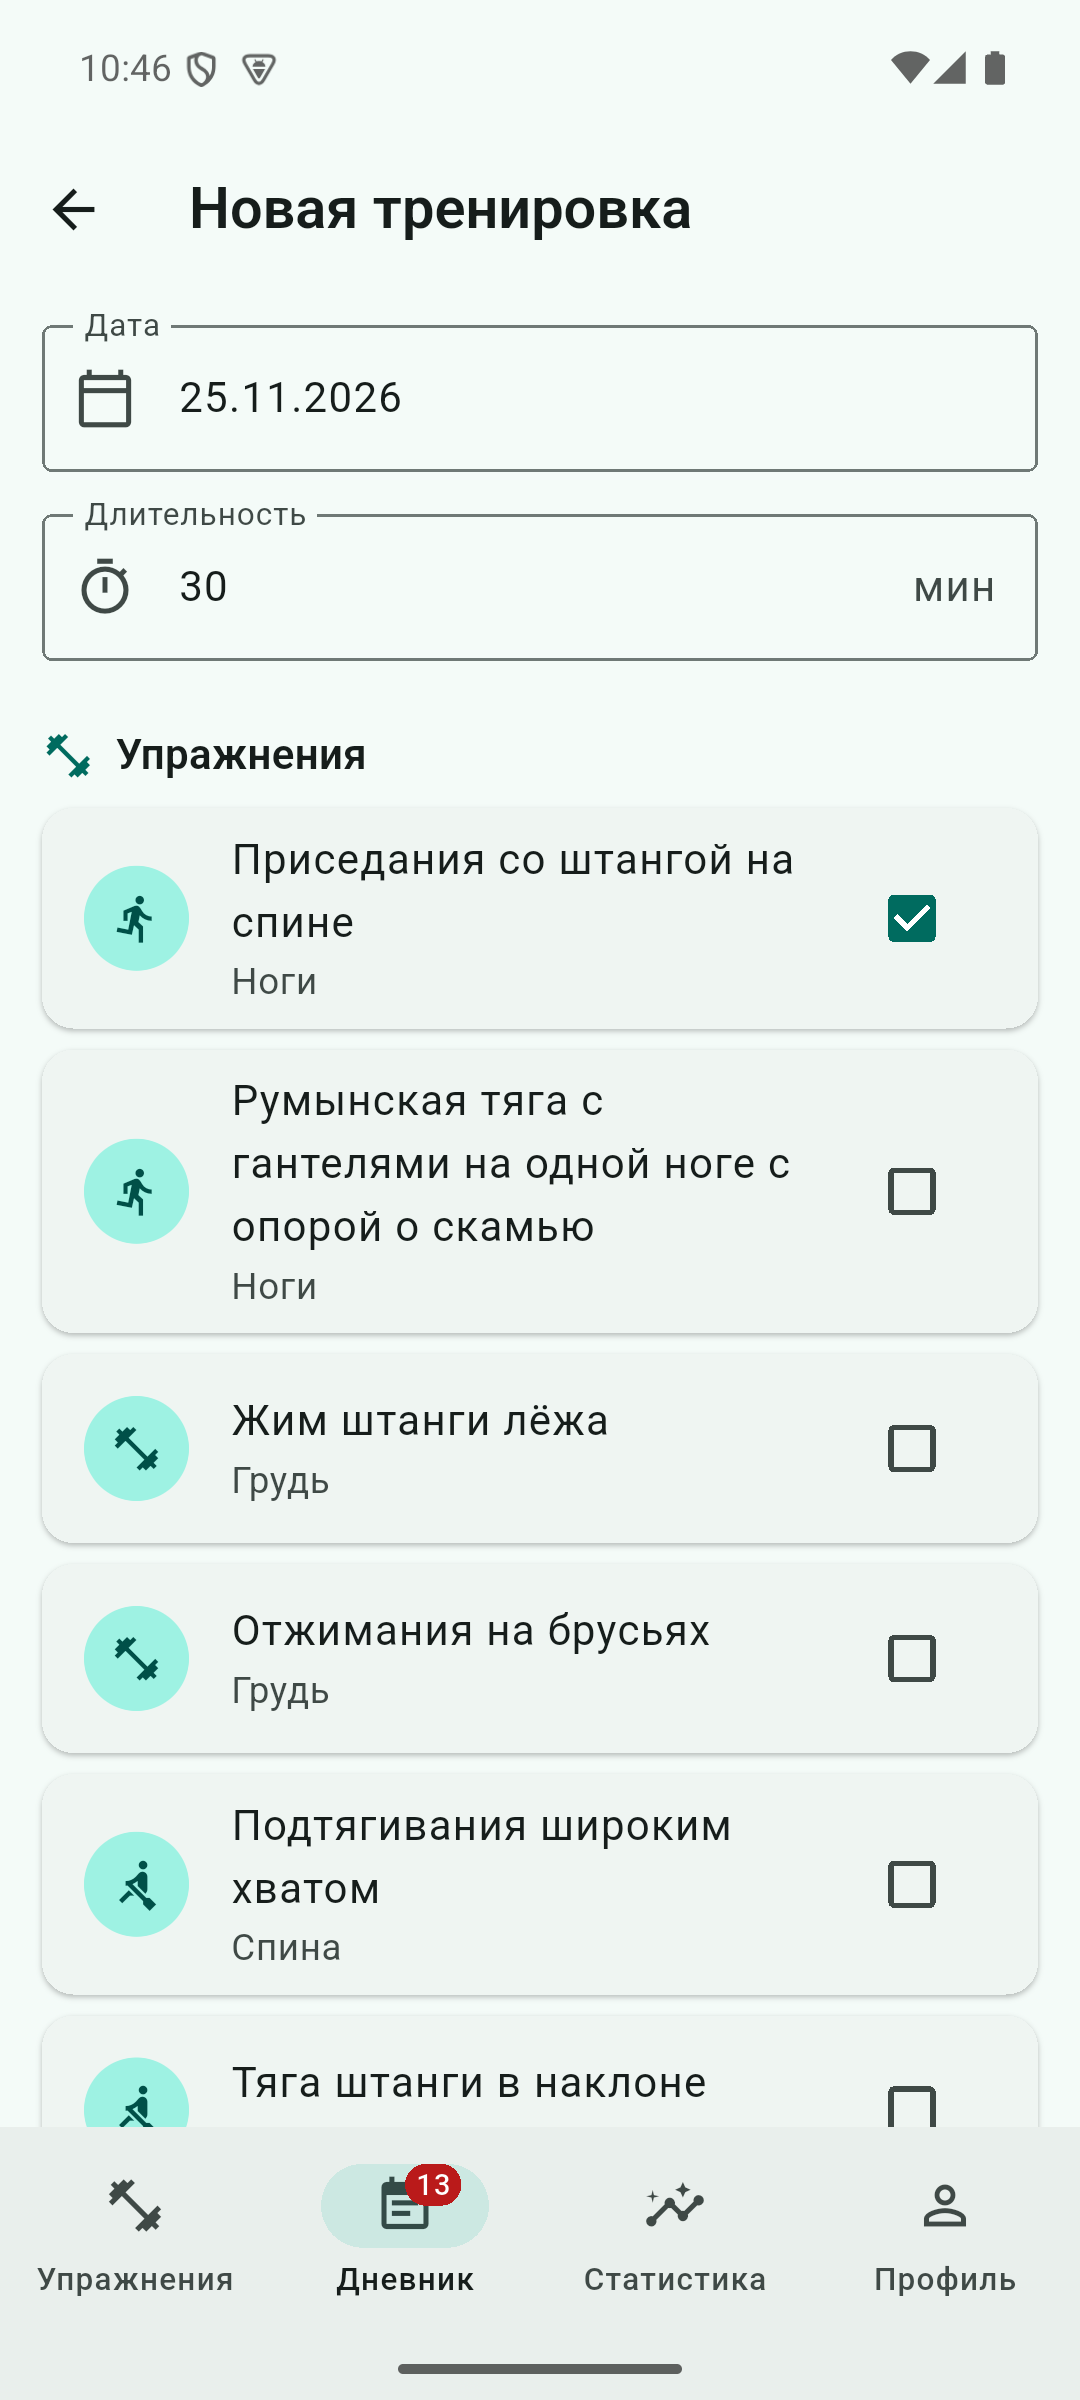 10:46
Новая тренировка
Дата
25.11.2026
Длительность
30 мин
Упражнения
Приседания со штангой на
спине
Ноги
Румынская тяга с
гантелями на одной ноге с
опорой о скамью
Ноги
Жим штанги лёжа
Грудь
Отжимания на брусьях
Грудь
Подтягивания широким
хватом
Спина
Тяга штанги в наклоне
13
Упражнения Дневник Статистика Профиль